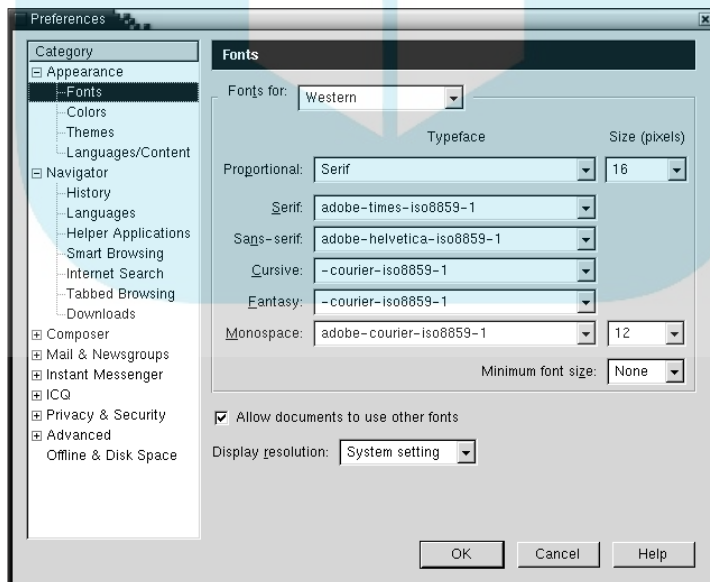 Preferences
Category
Appearance
Fonts
Colors
Themes
Languages/Content
Navigator
History
Languages
Helper Applications
Smart Browsing
Internet Search
Tabbed Browsing
Downloads
Composer
Mail & Newsgroups
Instant Messenger
ICQ
Privacy & Security
Advanced
Offline & Disk Space
Fonts
Fonts for: Western
Typeface Size (pixels)
Proportional: Serif 16
Serif: adobe-times-iso8859-1
Sans-serif: adobe-helvetica-iso8859-1
Cursive: -courier-iso8859-1
Fantasy: -courier-iso8859-1
Monospace: adobe-courier-iso8859-1 12
Minimum font size: None
Allow documents to use other fonts
Display resolution: System setting
OK Cancel Help